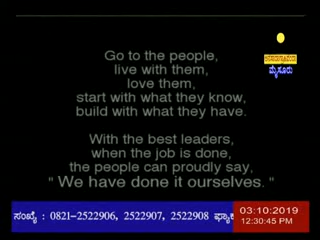 ಮೈಸೂರು
Go to the people,
live with them,
love them,
start with what they know,
build with what they have.
With the best leaders,
when the job is done,
the people can proudly say,
" We have done it ourselves. "
ಸಂಖ್ಯೆ : 0821-2522906, 2522907, 2522908 ಫ್ಯಾಕ್
03:10:2019
12:30:45 PM